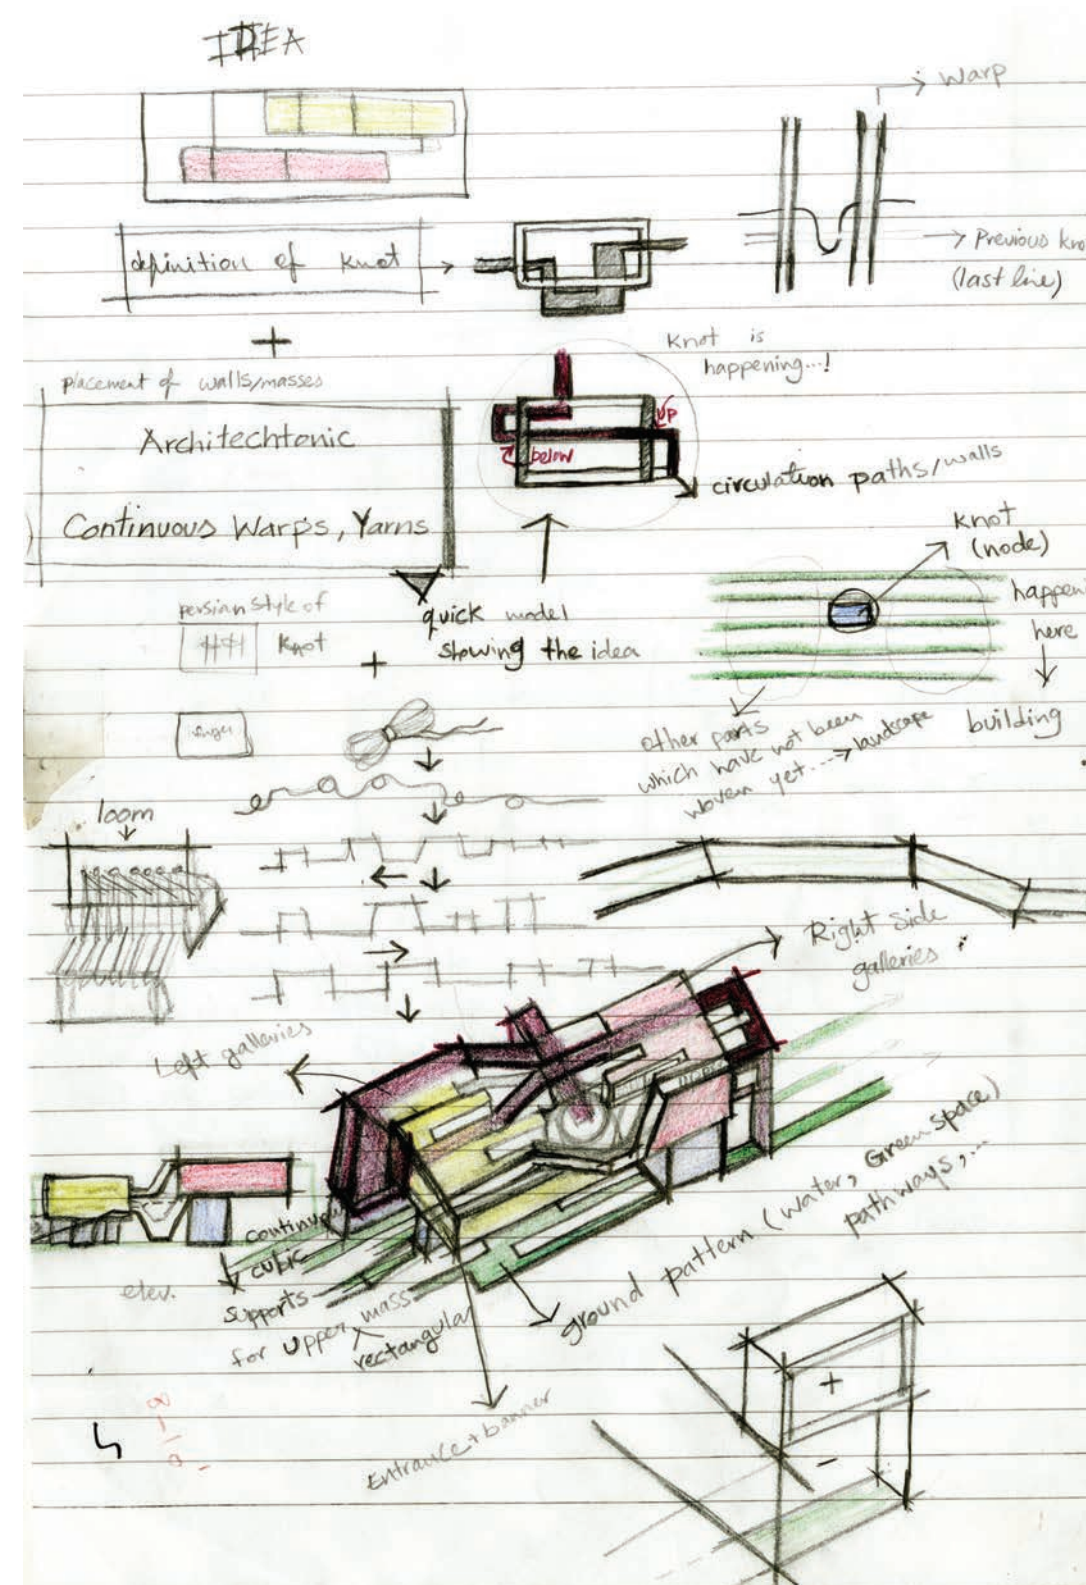 IDEA
Warp
definition of knot
Previous kno
(last line)
+
Knot is
happening...!
placement of walls/masses
Architechtonic
Continuous Warps, Yarns
up
below
circulation paths/walls
Knot
(node)
happen
here
building
persian style of
Knot
+
quick model
showing the idea
other parts
which have not been
woven yet... → landscape
loom
Right side
galleries
Left galleries
elev.
continuous
cubic
supports
for upper mass
rectangular
ground pattern (water, Green space)
pathways, ...
Entrance + banner
+
-